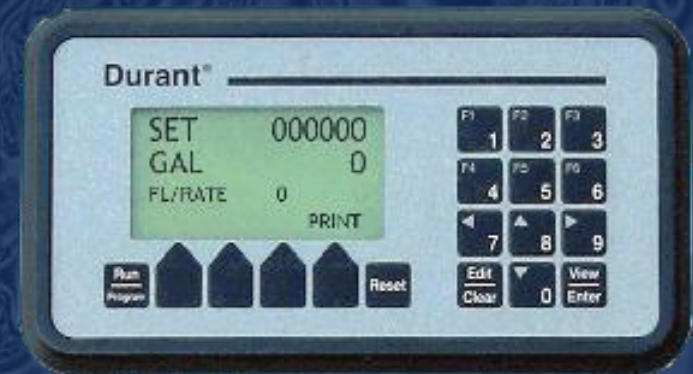 Durant®
SET 000000
GAL 0
FL/RATE 0
PRINT
F1 1 F2 2 F3 3
F4 4 F5 5 F6 6
7 8 9
Run Program Reset Edit Clear 0 View Enter